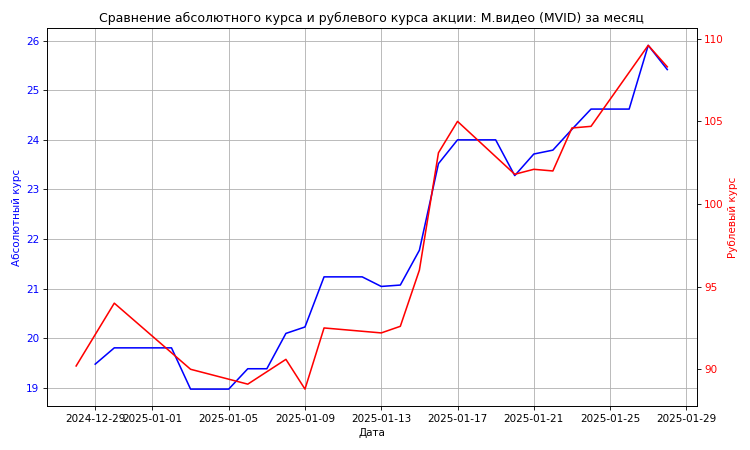 Сравнение абсолютного курса и рублевого курса акции: М.видео (MVID) за месяц
26
25
24
23
22
21
20
19
Абсолютный курс
110
105
100
95
90
Рублевый курс
2024-12-29 2025-01-01 2025-01-05 2025-01-09 2025-01-13 2025-01-17 2025-01-21 2025-01-25 2025-01-29
Дата